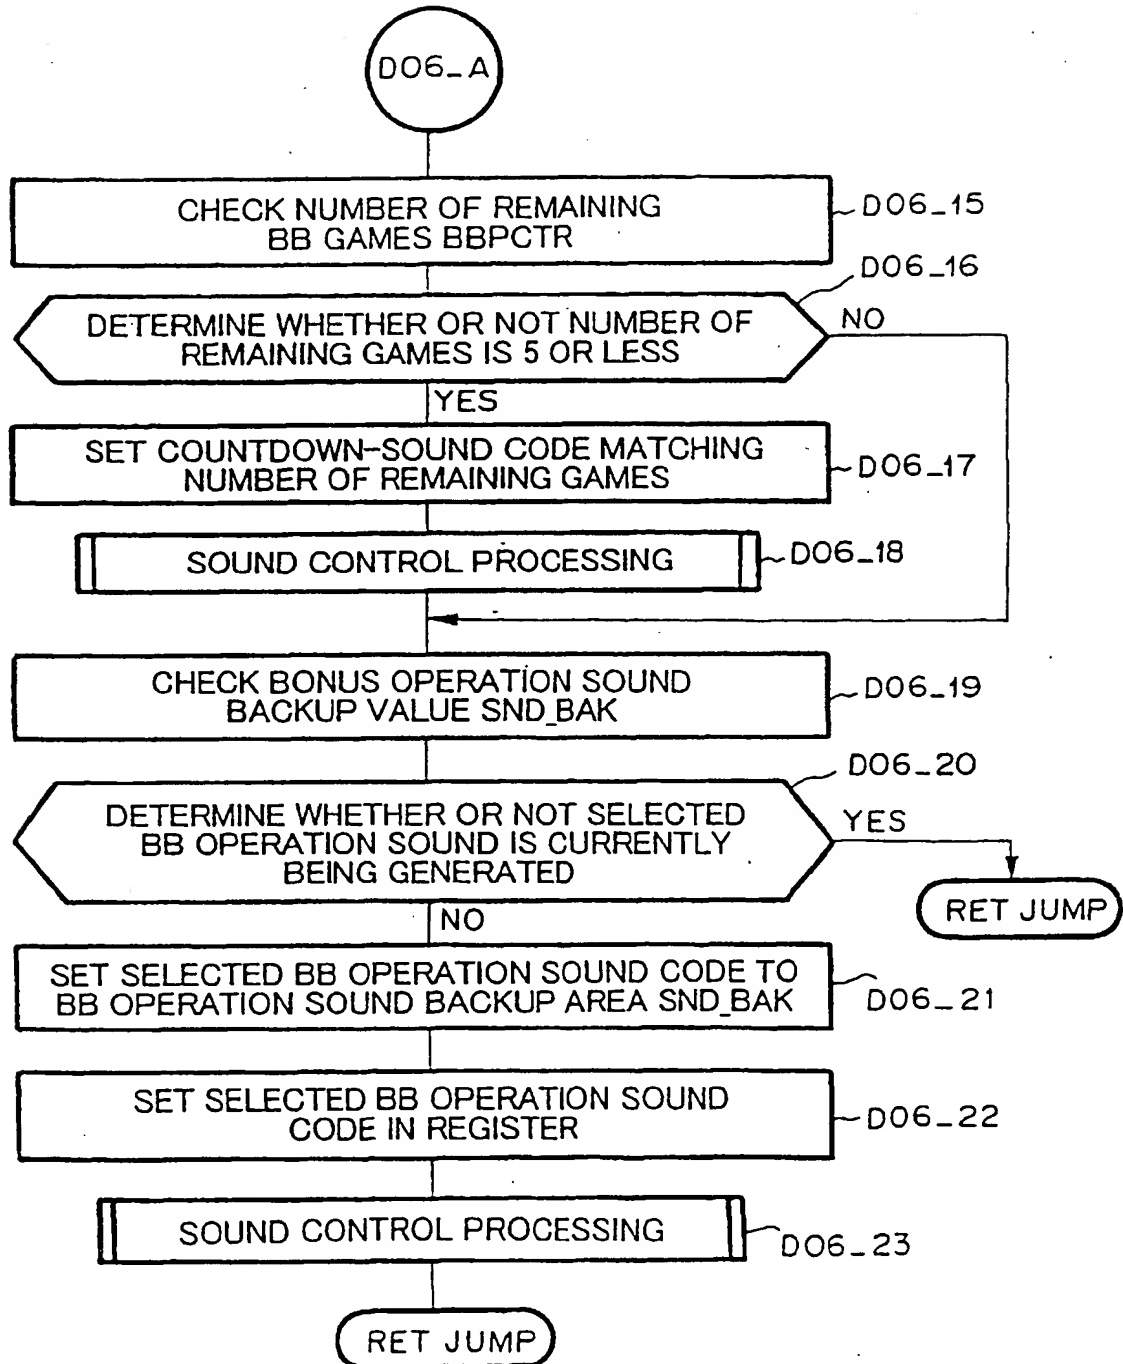 D06_A
CHECK NUMBER OF REMAINING
BB GAMES BBPCTR
D06_15
D06_16
DETERMINE WHETHER OR NOT NUMBER OF
REMAINING GAMES IS 5 OR LESS
NO
YES
SET COUNTDOWN-SOUND CODE MATCHING
NUMBER OF REMAINING GAMES
D06_17
SOUND CONTROL PROCESSING
D06_18
CHECK BONUS OPERATION SOUND
BACKUP VALUE SND_BAK
D06_19
D06_20
DETERMINE WHETHER OR NOT SELECTED
BB OPERATION SOUND IS CURRENTLY
BEING GENERATED
YES
RET JUMP
NO
SET SELECTED BB OPERATION SOUND CODE TO
BB OPERATION SOUND BACKUP AREA SND_BAK
D06_21
SET SELECTED BB OPERATION SOUND
CODE IN REGISTER
D06_22
SOUND CONTROL PROCESSING
D06_23
RET JUMP